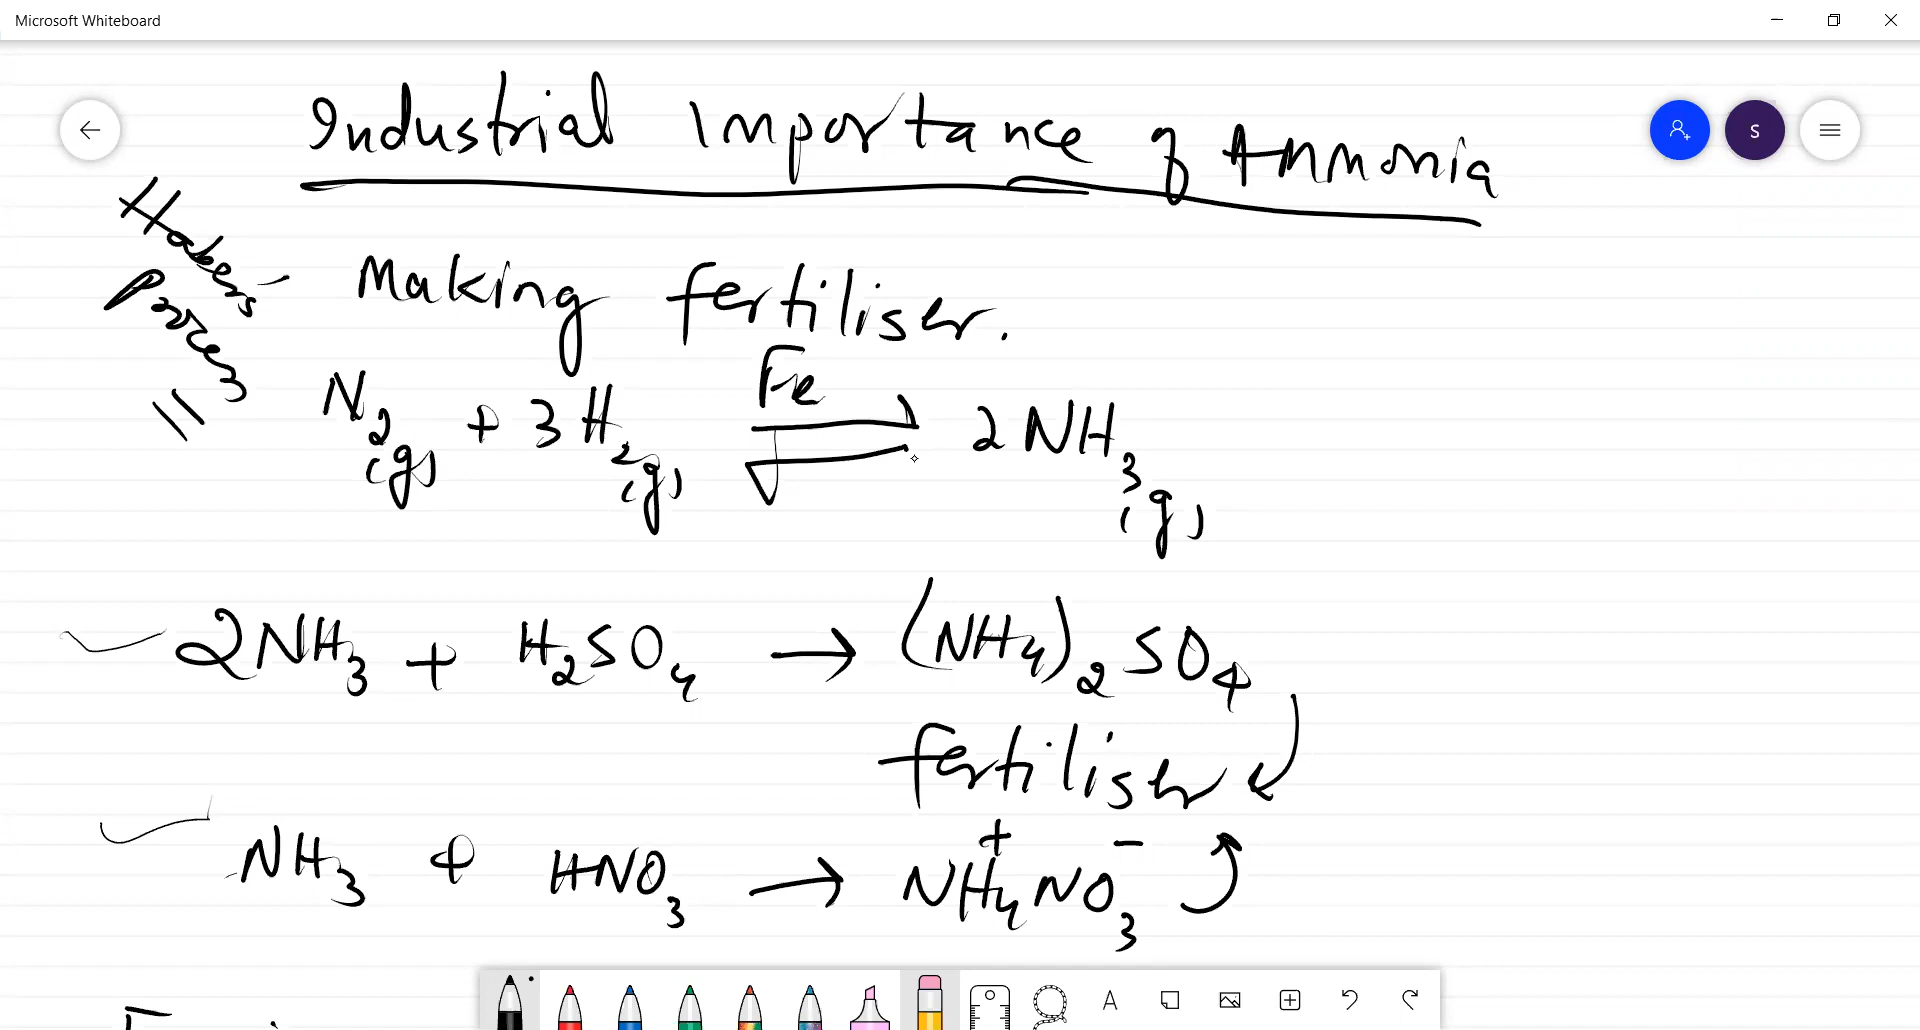 Microsoft Whiteboard
S
Industrial Importance of Ammonia
Haber's
Process
Making fertiliser.
Fe
N2(g) + 3H2(g) ⇌ 2NH3(g)
2NH3 + H2SO4 → (NH4)2SO4
fertiliser
NH3 + HNO3 → NH4+NO3-
A